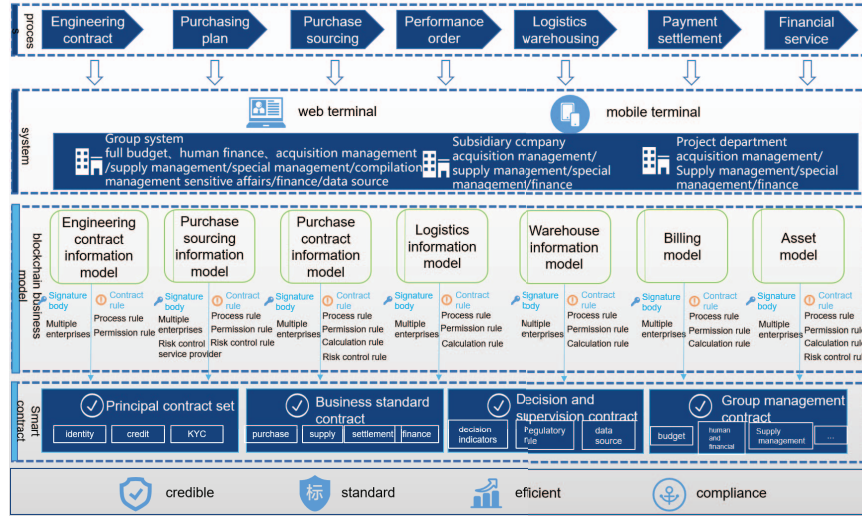 proces
s
Engineering
contract
Purchasing
plan
Purchase
sourcing
Performance
order
Logistics
warehousing
Payment
settlement
Financial
service
system
web terminal
mobile terminal
Group system
full budget、human finance、acquisition management
/supply management/special management/compilation
management sensitive affairs/finance/data source
Subsidiary company
acquisition management/
supply management/special
management/finance
Project department
acquisition management/
Supply management/special
management/finance
blockchain business
model
Engineering
contract
information
model
Purchase
sourcing
information
model
Purchase
contract
information
model
Logistics
information
model
Warehouse
information
model
Billing
model
Asset
model
Signature
body
Multiple
enterprises
Contract
rule
Process rule
Permission rule
Signature
body
Multiple
enterprises
Risk control
service provider
Contract
rule
Process rule
Permission rule
Risk control rule
Signature
body
Multiple
enterprises
Contract
rule
Process rule
Permission rule
Calculation rule
Risk control rule
Signature
body
Multiple
enterprises
Contract
rule
Process rule
Permission rule
Calculation rule
Signature
body
Multiple
enterprises
Contract
rule
Process rule
Permission rule
Calculation rule
Risk control rule
Signature
body
Multiple
enterprises
Contract
rule
Process rule
Permission rule
Calculation rule
Signature
body
Multiple
enterprises
Contract
rule
Process rule
Permission rule
Calculation rule
Risk control rule
Smart
contract
Principal contract set
identity
credit
KYC
Business standard
contract
purchase
supply
settlement
finance
Decision and
supervision contract
decision
indicators
Regulatory
rule
data
source
Group management
contract
budget
human
and
financial
Supply
management
...
credible
标
standard
efficient
compliance